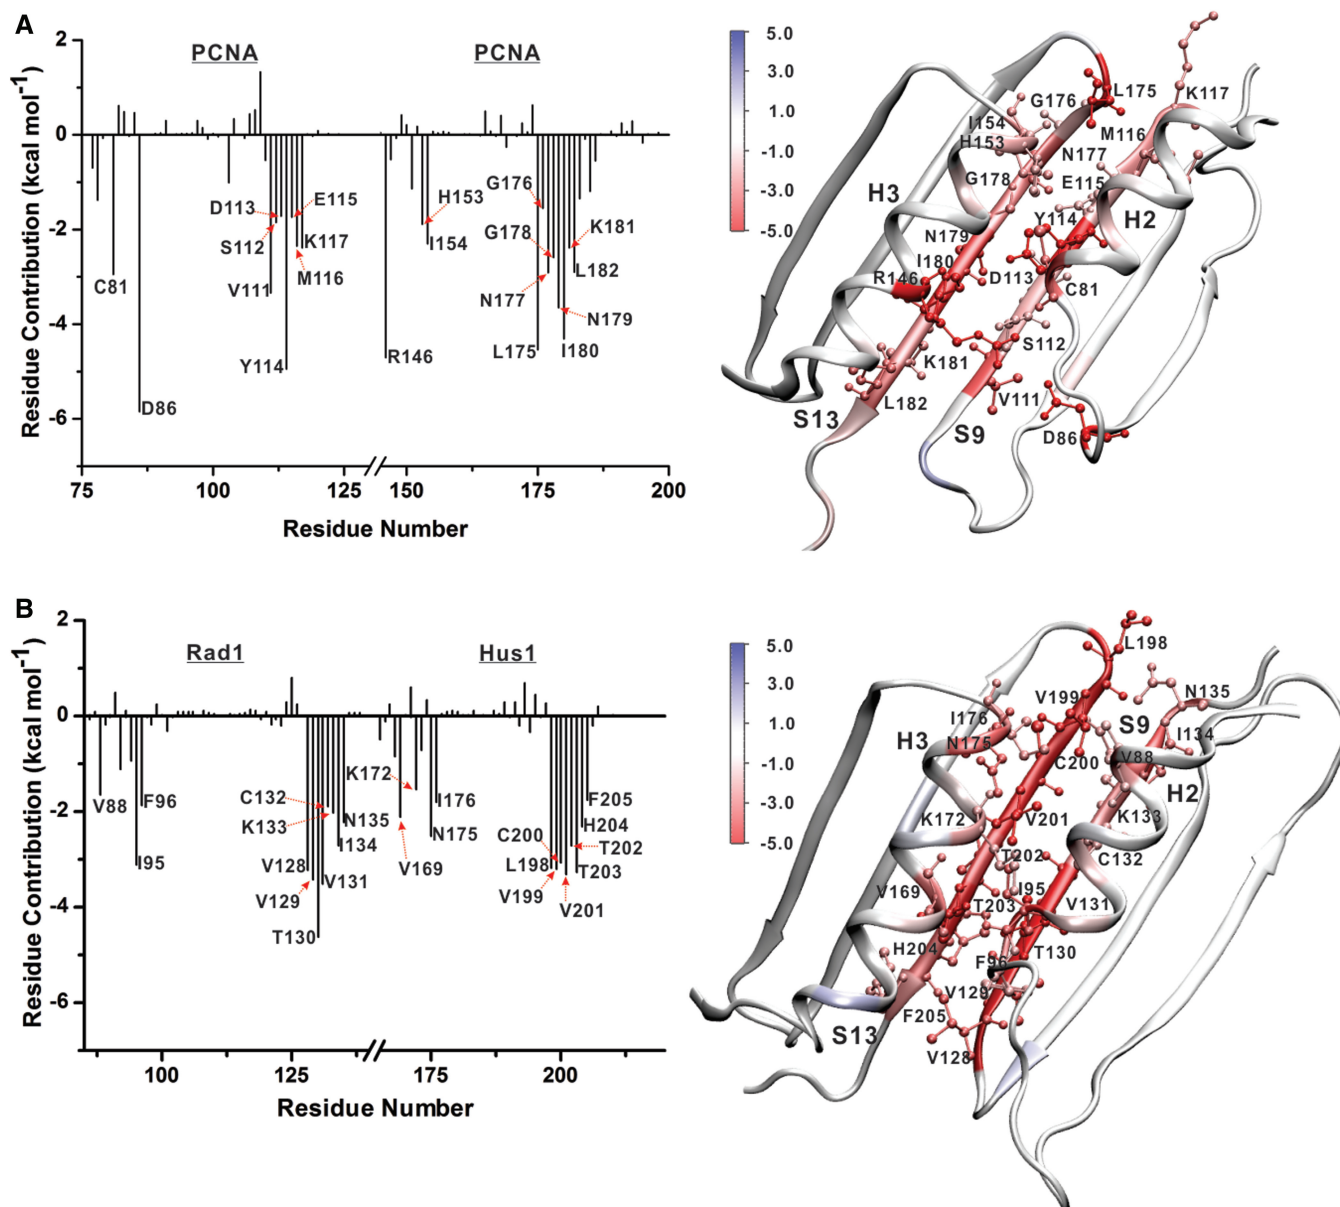 A
PCNA
PCNA
Residue Contribution (kcal mol-1)
2
0
-2
-4
-6
C81
D86
D113
S112
V111
Y114
E115
K117
M116
R146
H153
I154
G176
G178
N177
L175
K181
L182
N179
I180
75
100
125
150
175
200
Residue Number
5.0
3.0
1.0
-1.0
-3.0
-5.0
L175
K117
G176
I154
H153
M116
N177
G178
E115
H3
H2
Y114
N179
I180
R146
D113
C81
S112
K181
L182
V111
S13
S9
D86
B
Rad1
Hus1
Residue Contribution (kcal mol-1)
2
0
-2
-4
-6
V88
F96
I95
C132
K133
V128
V129
T130
V131
N135
I134
K172
V169
I176
N175
C200
L198
V199
V201
F205
H204
T202
T203
100
125
175
200
Residue Number
5.0
3.0
1.0
-1.0
-3.0
-5.0
L198
N135
V199
S9
I176
I134
H3
N175
V88
C200
H2
K172
V201
K133
T202
C132
V169
I95
T203
V131
H204
T130
F96
V129
F205
S13
V128